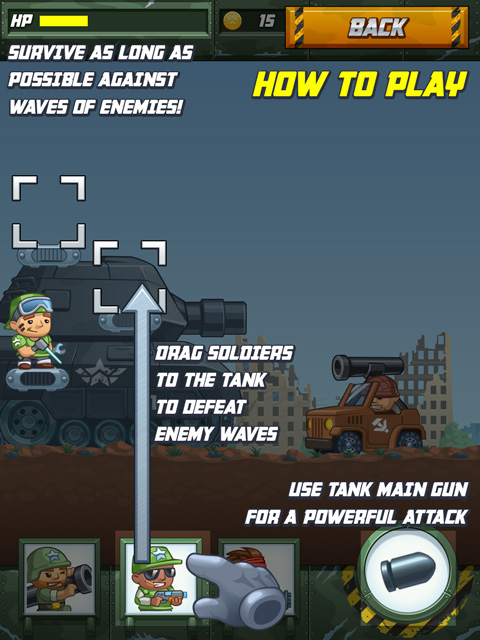 HP
15
BACK
SURVIVE AS LONG AS
POSSIBLE AGAINST
WAVES OF ENEMIES!
HOW TO PLAY
DRAG SOLDIERS
TO THE TANK
TO DEFEAT
ENEMY WAVES
USE TANK MAIN GUN
FOR A POWERFUL ATTACK